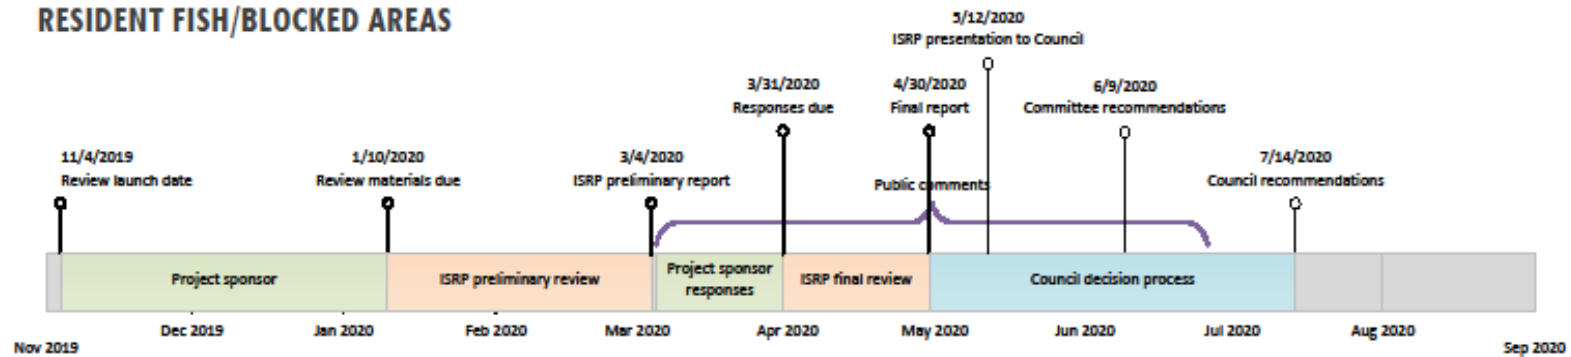 RESIDENT FISH/BLOCKED AREAS
5/12/2020
ISRP presentation to Council
3/31/2020
Responses due
4/30/2020
Final report
6/9/2020
Committee recommendations
11/4/2019
Review launch date
1/10/2020
Review materials due
3/4/2020
ISRP preliminary report
Public comments
7/14/2020
Council recommendations
Project sponsor
ISRP preliminary review
Project sponsor
responses
ISRP final review
Council decision process
Nov 2019
Dec 2019
Jan 2020
Feb 2020
Mar 2020
Apr 2020
May 2020
Jun 2020
Jul 2020
Aug 2020
Sep 2020